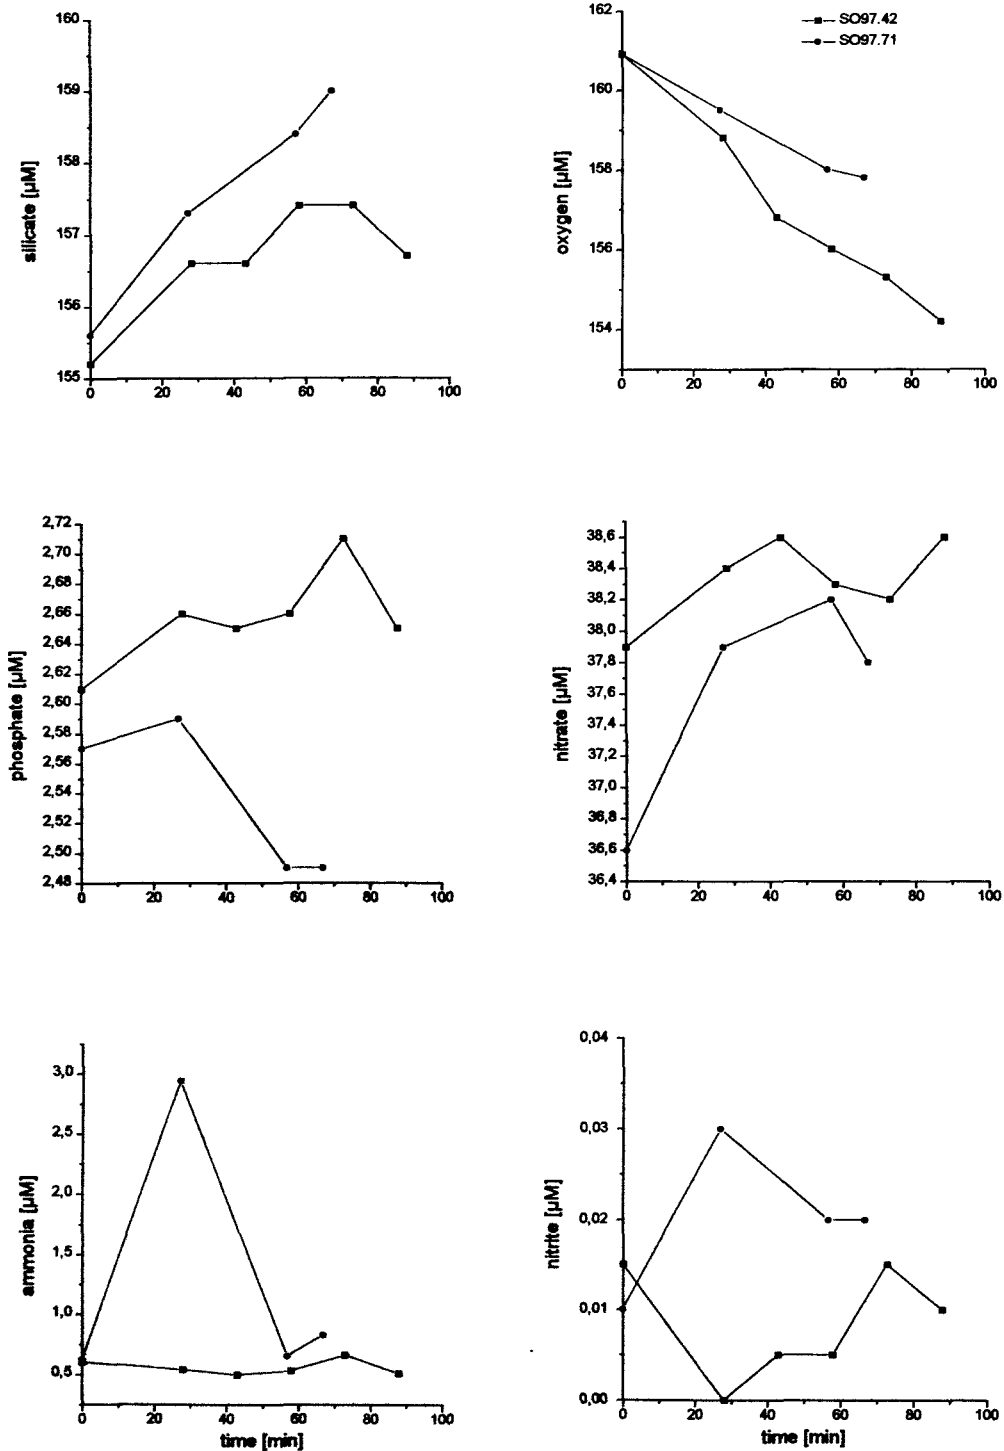 160
159
158
157
156
155
silicate [µM]
0 20 40 60 80 100
162
160
158
156
154
oxygen [µM]
0 20 40 60 80 100
SO97.42
SO97.71
2,72
2,70
2,68
2,66
2,64
2,62
2,60
2,58
2,56
2,54
2,52
2,50
2,48
phosphate [µM]
0 20 40 60 80 100
38,6
38,4
38,2
38,0
37,8
37,6
37,4
37,2
37,0
36,8
36,6
36,4
nitrate [µM]
0 20 40 60 80 100
3,0
2,5
2,0
1,5
1,0
0,5
ammonia [µM]
0 20 40 60 80 100
time [min]
0,04
0,03
0,02
0,01
0,00
nitrite [µM]
0 20 40 60 80 100
time [min]